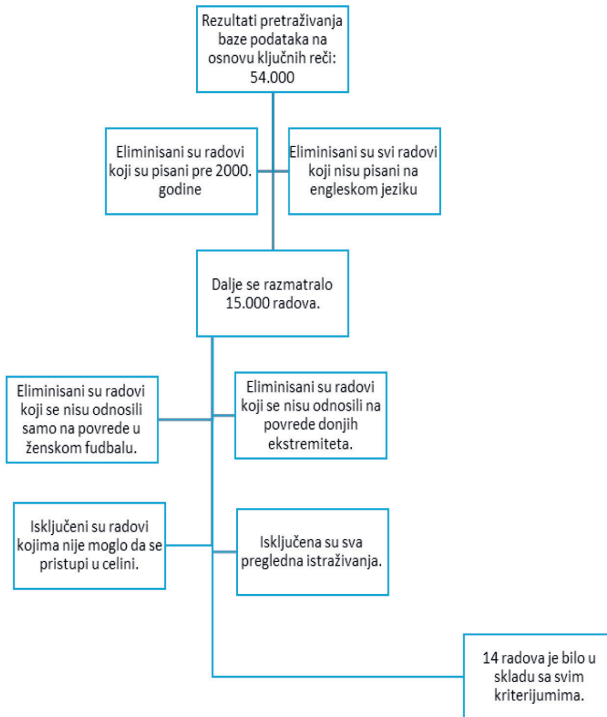 Rezultati pretraživanja
baze podataka na
osnovu ključnih reči:
54.000
Eliminisani su radovi
koji su pisani pre 2000.
godine
Eliminisani su svi radovi
koji nisu pisani na
engleskom jeziku
Dalje se razmatralo
15.000 radova.
Eliminisani su radovi
koji se nisu odnosili
samo na povrede u
ženskom fudbalu.
Eliminisani su radovi
koji se nisu odnosili na
povrede donjih
ekstremiteta.
Isključeni su radovi
kojima nije moglo da se
pristupi u celini.
Isključena su sva
pregledna istraživanja.
14 radova je bilo u
skladu sa svim
kriterijumima.